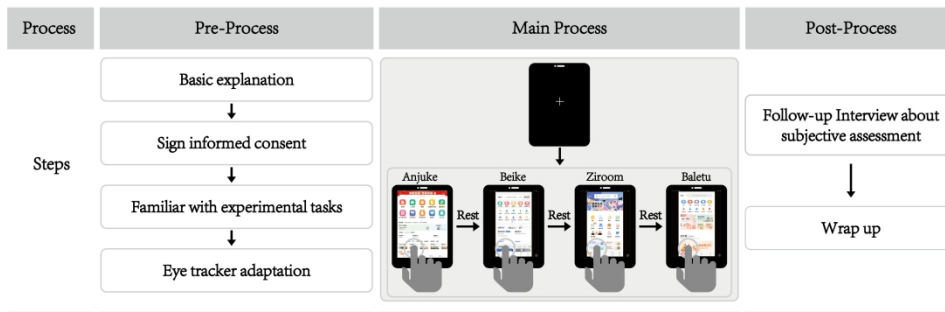 Process
Pre-Process
Main Process
Post-Process
Steps
Basic explanation
Sign informed consent
Familiar with experimental tasks
Eye tracker adaptation
Anjuke
Beike
Ziroom
Baletu
Rest
Rest
Rest
Follow-up Interview about
subjective assessment
Wrap up